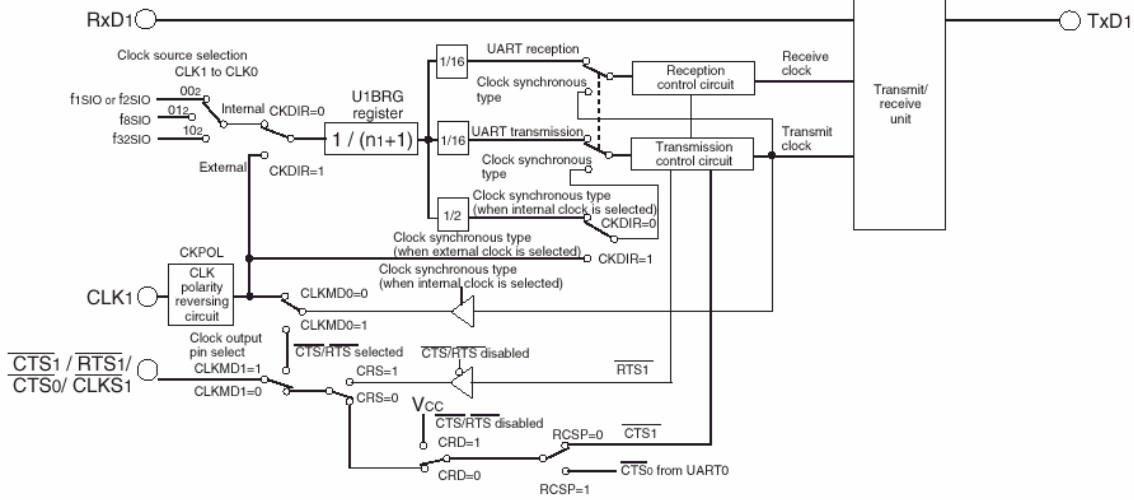 RxD1
TxD1
Clock source selection
CLK1 to CLK0
002
f1SIO or f2SIO
012
f8SIO
102
f32SIO
Internal
CKDIR=0
External
CKDIR=1
U1BRG
register
1 / (n1+1)
1/16
UART reception
Clock synchronous
type
Reception
control circuit
Receive
clock
Transmit/
receive
unit
1/16
UART transmission
Clock synchronous
type
Transmission
control circuit
Transmit
clock
1/2
Clock synchronous type
(when internal clock is selected)
CKDIR=0
Clock synchronous type
(when external clock is selected)
CKDIR=1
Clock synchronous type
(when internal clock is selected)
CKPOL
CLK
polarity
reversing
circuit
CLK1
CLKMD0=0
CLKMD0=1
Clock output
pin select
CTS/RTS selected
CTS1 / RTS1/
CTS0/ CLKS1
CLKMD1=1
CLKMD1=0
CRS=1
CRS=0
CTS/RTS disabled
RTS1
VCC
CTS/RTS disabled
CRD=1
CRD=0
RCSP=0
CTS1
CTS0 from UART0
RCSP=1